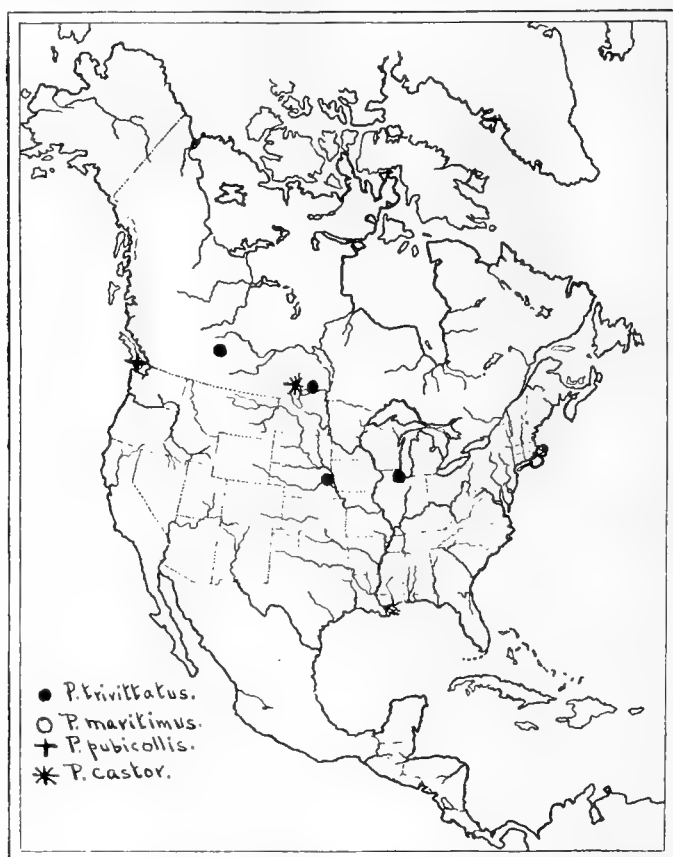 P. trivittatus.
P. maritimus.
P. pubicollis.
P. castor.